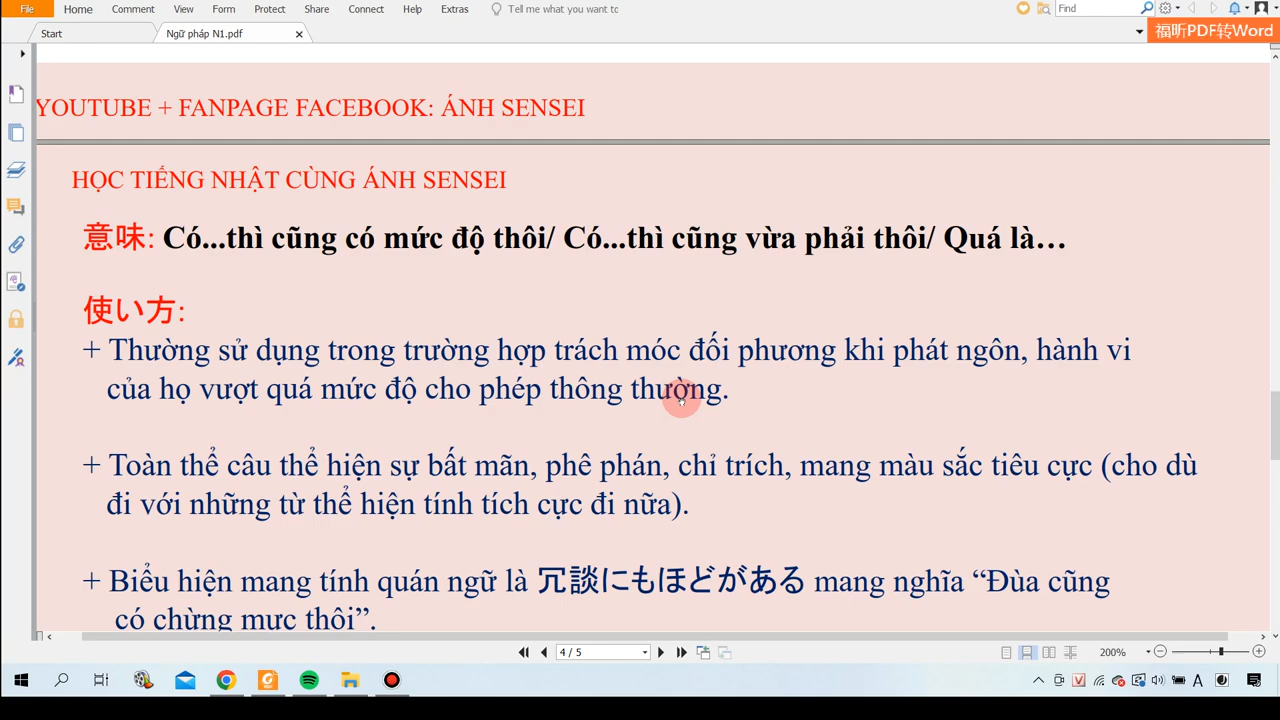 File Home Comment View Form Protect Share Connect Help Extras Tell me what you want to Find
Start Ngữ pháp N1.pdf
福昕PDF转Word
YOUTUBE + FANPAGE FACEBOOK: ÁNH SENSEI
HỌC TIẾNG NHẬT CÙNG ÁNH SENSEI
意味: Có...thì cũng có mức độ thôi/ Có...thì cũng vừa phải thôi/ Quá là…
使い方:
+ Thường sử dụng trong trường hợp trách móc đối phương khi phát ngôn, hành vi
của họ vượt quá mức độ cho phép thông thường.
+ Toàn thể câu thể hiện sự bất mãn, phê phán, chỉ trích, mang màu sắc tiêu cực (cho dù
đi với những từ thể hiện tính tích cực đi nữa).
+ Biểu hiện mang tính quán ngữ là 冗談にもほどがある mang nghĩa “Đùa cũng
có chừng mực thôi”.
4 / 5
200%